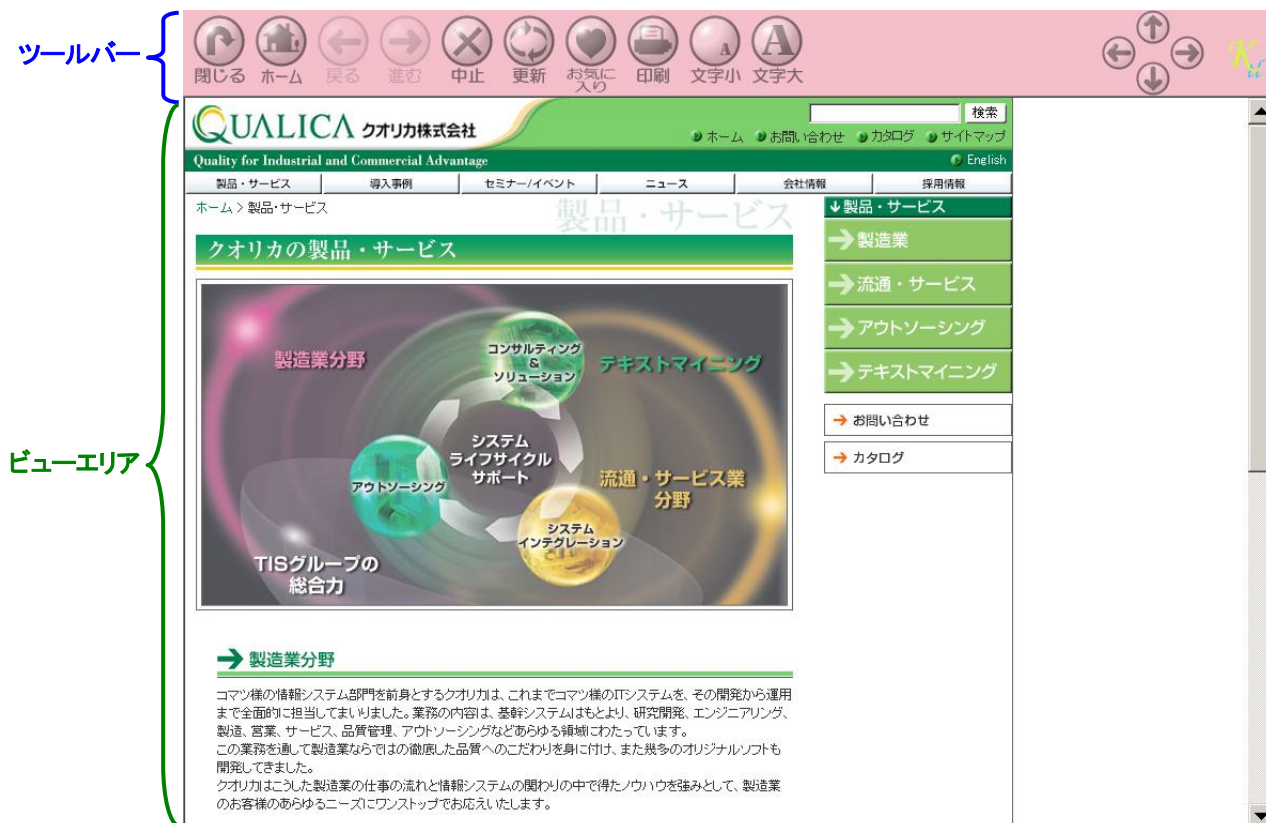 ツールバー
閉じる ホーム 戻る 進む 中止 更新 お気に入り 印刷 文字小 文字大
QUALICA クオリカ株式会社
検索
ホーム お問い合わせ カタログ サイトマップ
Quality for Industrial and Commercial Advantage
English
製品・サービス 導入事例 セミナー/イベント ニュース 会社情報 採用情報
ホーム > 製品・サービス
製品・サービス
クオリカの製品・サービス
製造業分野
コンサルティング
&
ソリューション
テキストマイニング
システム
ライフサイクル
サポート
アウトソーシング
流通・サービス業
分野
システム
インテグレーション
TISグループの
総合力
製品・サービス
製造業
流通・サービス
アウトソーシング
テキストマイニング
お問い合わせ
カタログ
ビューエリア
製造業分野
コマツ様の情報システム部門を前身とするクオリカは、これまでコマツ様のITシステムを、その開発から運用
まで全面的に担当してまいりました。業務の内容は、基幹システムはもとより、研究開発、エンジニアリング、
製造、営業、サービス、品質管理、アウトソーシングなどあらゆる領域にわたっています。
この業務を通して製造業ならではの徹底した品質へのこだわりを身に付け、また幾多のオリジナルソフトも
開発してきました。
クオリカはこうした製造業の仕事の流れと情報システムの関わりの中で得たノウハウを強みとして、製造業
のお客様のあらゆるニーズにワンストップでお応えいたします。